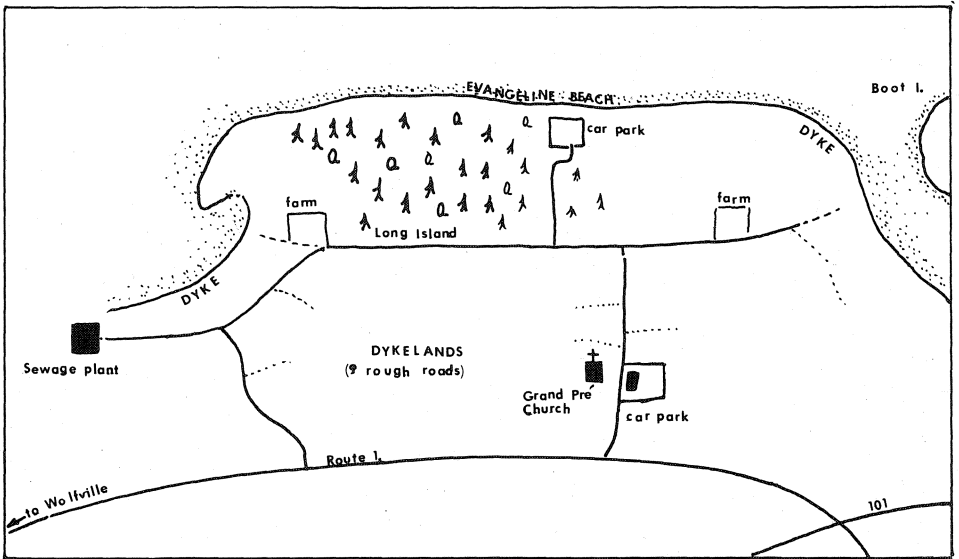 EVANGELINE BEACH
Boot I.
car park
DYKE
farm
farm
Long Island
DYKE
DYKELANDS
(9 rough roads)
Sewage plant
Grand Pré
Church
car park
Route 1.
to Wolfville
101